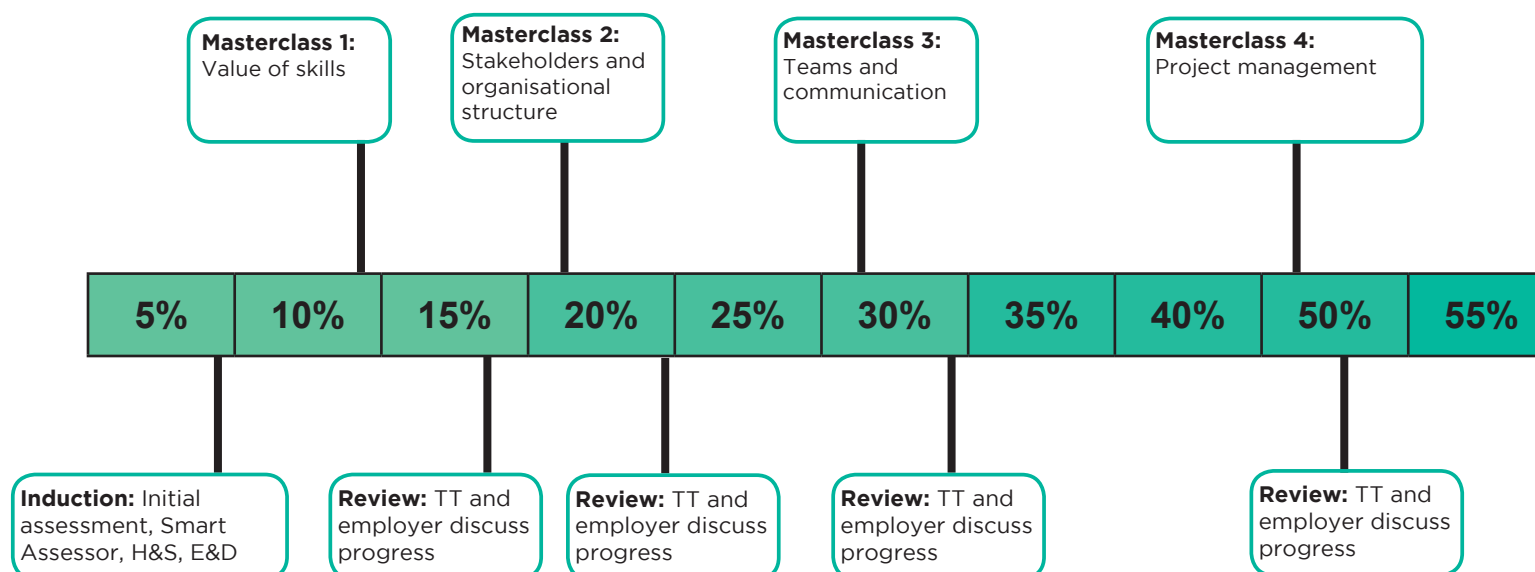 Masterclass 1:
Value of skills
Masterclass 2:
Stakeholders and
organisational
structure
Masterclass 3:
Teams and
communication
Masterclass 4:
Project management
5%
10%
15%
20%
25%
30%
35%
40%
50%
55%
Induction: Initial
assessment, Smart
Assessor, H&S, E&D
Review: TT and
employer discuss
progress
Review: TT and
employer discuss
progress
Review: TT and
employer discuss
progress
Review: TT and
employer discuss
progress